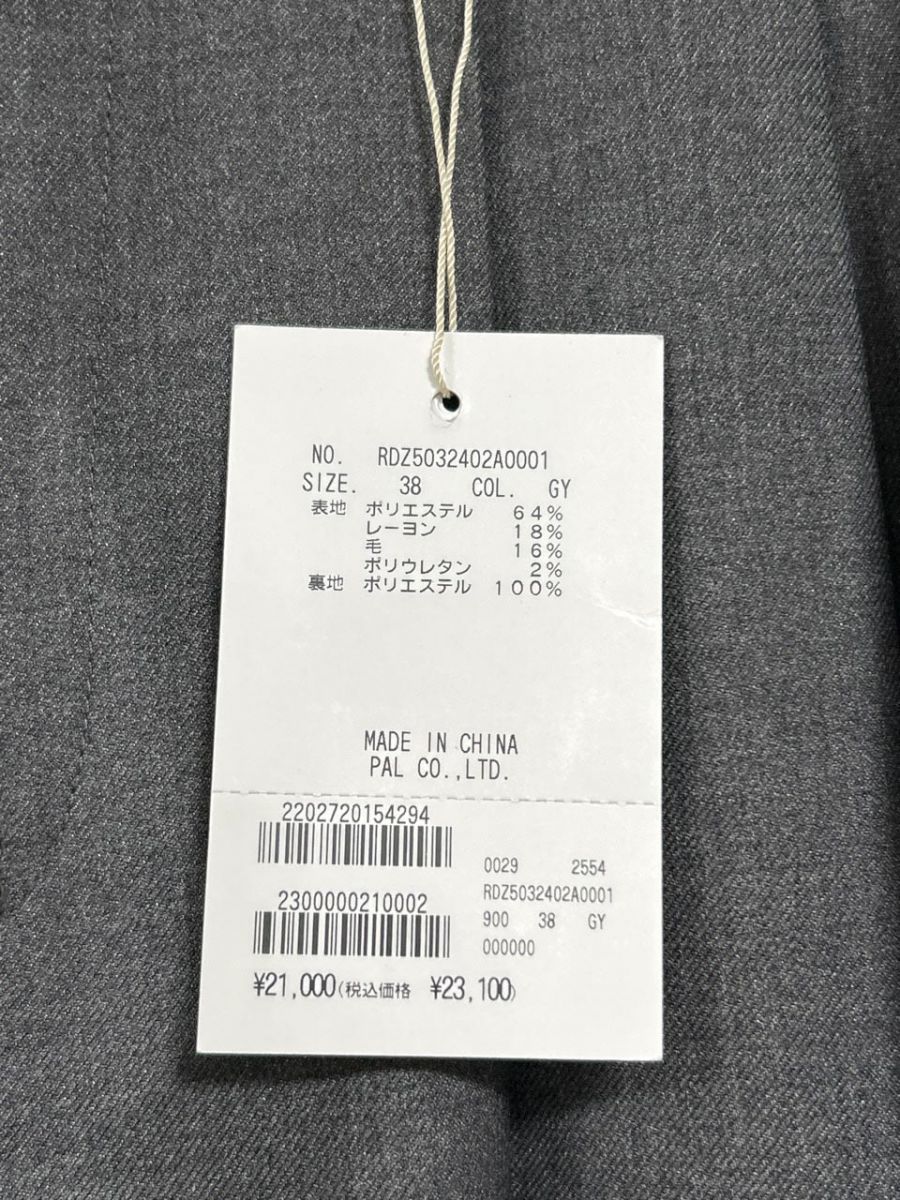 NO. RDZ5032402A0001
SIZE. 38 COL. GY
表地 ポリエステル 64%
レーヨン 18%
毛 16%
ポリウレタン 2%
裏地 ポリエステル 100%
MADE IN CHINA
PAL CO.,LTD.
2202720154294
2300000210002
0029 2554
RDZ5032402A0001
900 38 GY
000000
¥21,000(税込価格 ¥23,100)